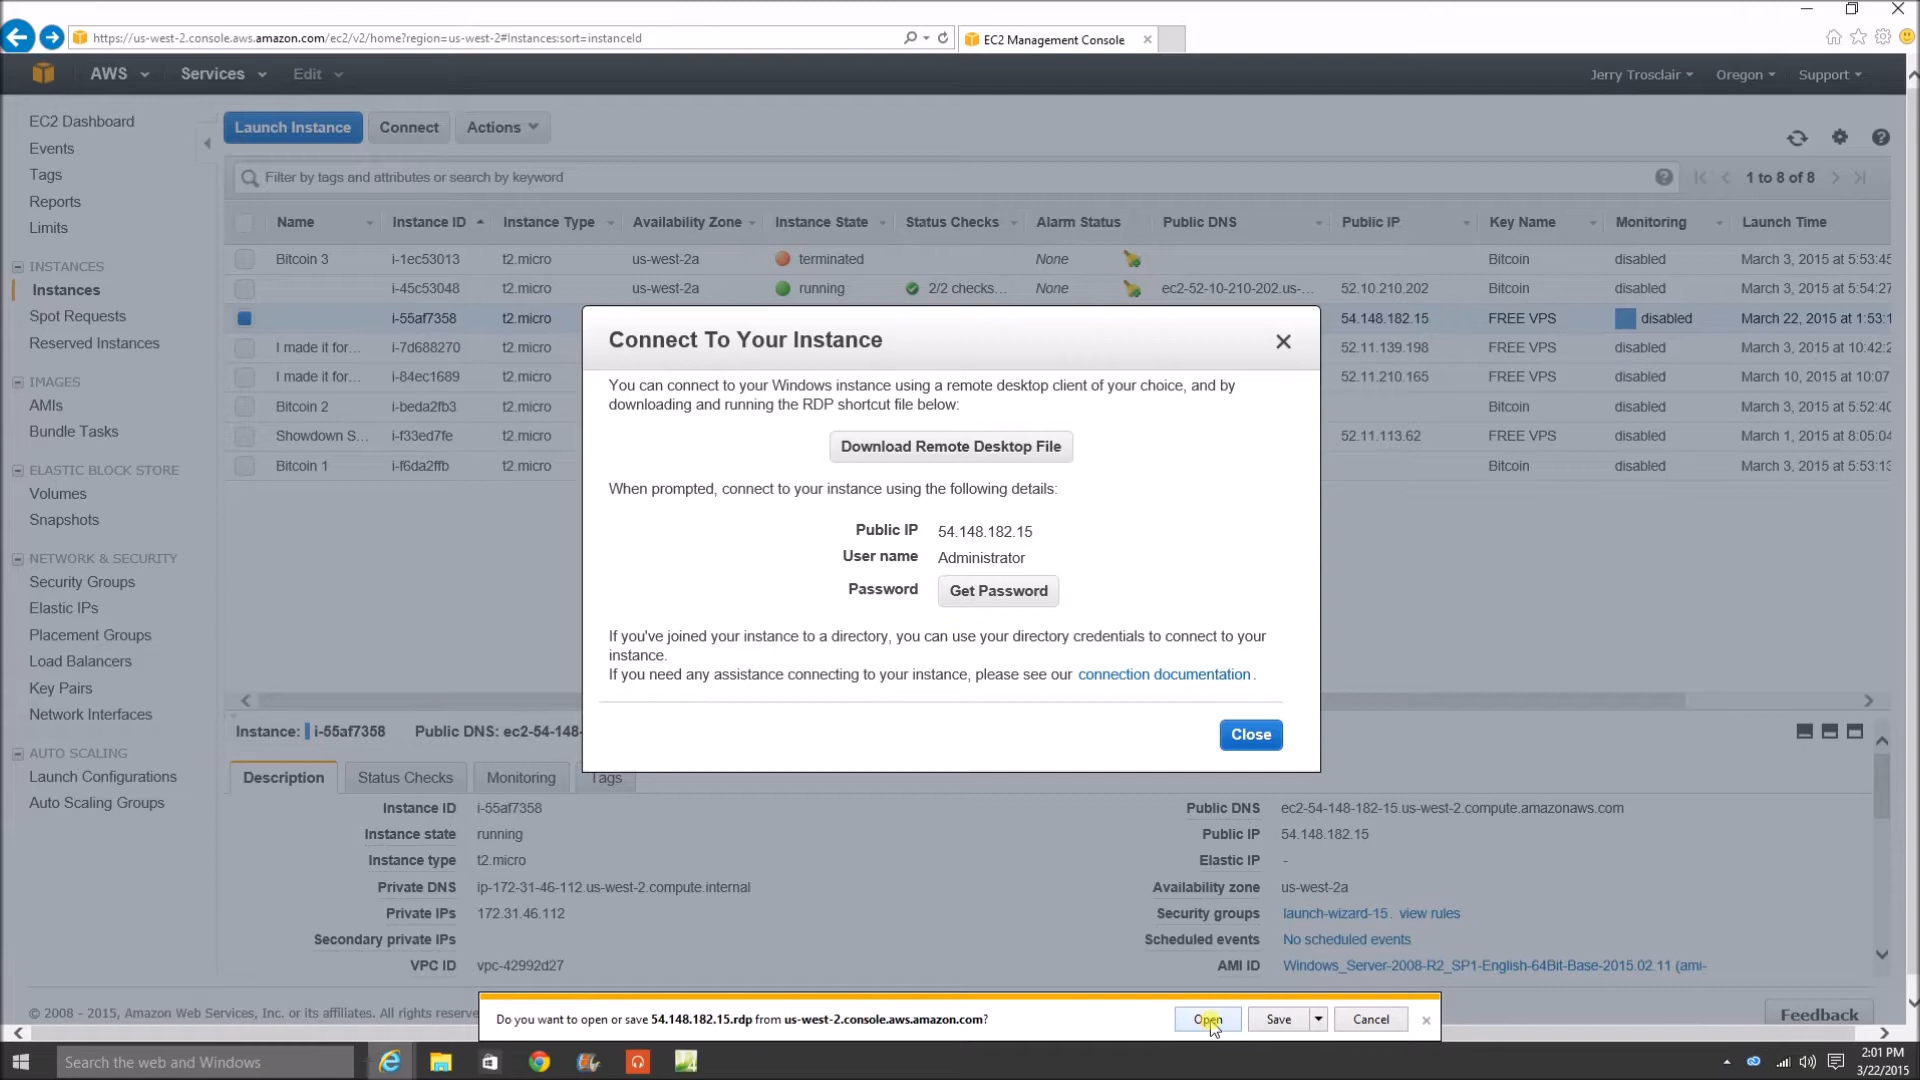 https://us-west-2.console.aws.amazon.com/ec2/v2/home?region=us-west-2#Instances:sort=instanceId
EC2 Management Console
AWS Services Edit Jerry Trosclair Oregon Support
EC2 Dashboard
Events
Tags
Reports
Limits
INSTANCES
Instances
Spot Requests
Reserved Instances
IMAGES
AMIs
Bundle Tasks
ELASTIC BLOCK STORE
Volumes
Snapshots
NETWORK & SECURITY
Security Groups
Elastic IPs
Placement Groups
Load Balancers
Key Pairs
Network Interfaces
AUTO SCALING
Launch Configurations
Auto Scaling Groups
Launch Instance Connect Actions
Filter by tags and attributes or search by keyword 1 to 8 of 8
Name Instance ID Instance Type Availability Zone Instance State Status Checks Alarm Status Public DNS Public IP Key Name Monitoring Launch Time
Bitcoin 3 i-1ec53013 t2.micro us-west-2a terminated None Bitcoin disabled March 3, 2015 at 5:53:45
i-45c53048 t2.micro us-west-2a running 2/2 checks... None ec2-52-10-210-202.us-... 52.10.210.202 Bitcoin disabled March 3, 2015 at 5:54:27
i-55af7358 t2.micro 54.148.182.15 FREE VPS disabled March 22, 2015 at 1:53:1
I made it for... i-7d688270 t2.micro 52.11.139.198 FREE VPS disabled March 3, 2015 at 10:42:2
I made it for... i-84ec1689 t2.micro 52.11.210.165 FREE VPS disabled March 10, 2015 at 10:07
Bitcoin 2 i-beda2fb3 t2.micro Bitcoin disabled March 3, 2015 at 5:52:40
Showdown S... i-f33ed7fe t2.micro 52.11.113.62 FREE VPS disabled March 1, 2015 at 8:05:04
Bitcoin 1 i-f6da2ffb t2.micro Bitcoin disabled March 3, 2015 at 5:53:13
Connect To Your Instance
You can connect to your Windows instance using a remote desktop client of your choice, and by
downloading and running the RDP shortcut file below:
Download Remote Desktop File
When prompted, connect to your instance using the following details:
Public IP 54.148.182.15
User name Administrator
Password Get Password
If you've joined your instance to a directory, you can use your directory credentials to connect to your
instance.
If you need any assistance connecting to your instance, please see our connection documentation.
Close
Instance: i-55af7358 Public DNS: ec2-54-148-
Description Status Checks Monitoring Tags
Instance ID i-55af7358 Public DNS ec2-54-148-182-15.us-west-2.compute.amazonaws.com
Instance state running Public IP 54.148.182.15
Instance type t2.micro Elastic IP -
Private DNS ip-172-31-46-112.us-west-2.compute.internal Availability zone us-west-2a
Private IPs 172.31.46.112 Security groups launch-wizard-15. view rules
Secondary private IPs Scheduled events No scheduled events
VPC ID vpc-42992d27 AMI ID Windows_Server-2008-R2_SP1-English-64Bit-Base-2015.02.11 (ami-
© 2008 - 2015, Amazon Web Services, Inc. or its affiliates. All rights reserved. Feedback
Do you want to open or save 54.148.182.15.rdp from us-west-2.console.aws.amazon.com? Open Save Cancel
Search the web and Windows
2:01 PM
3/22/2015